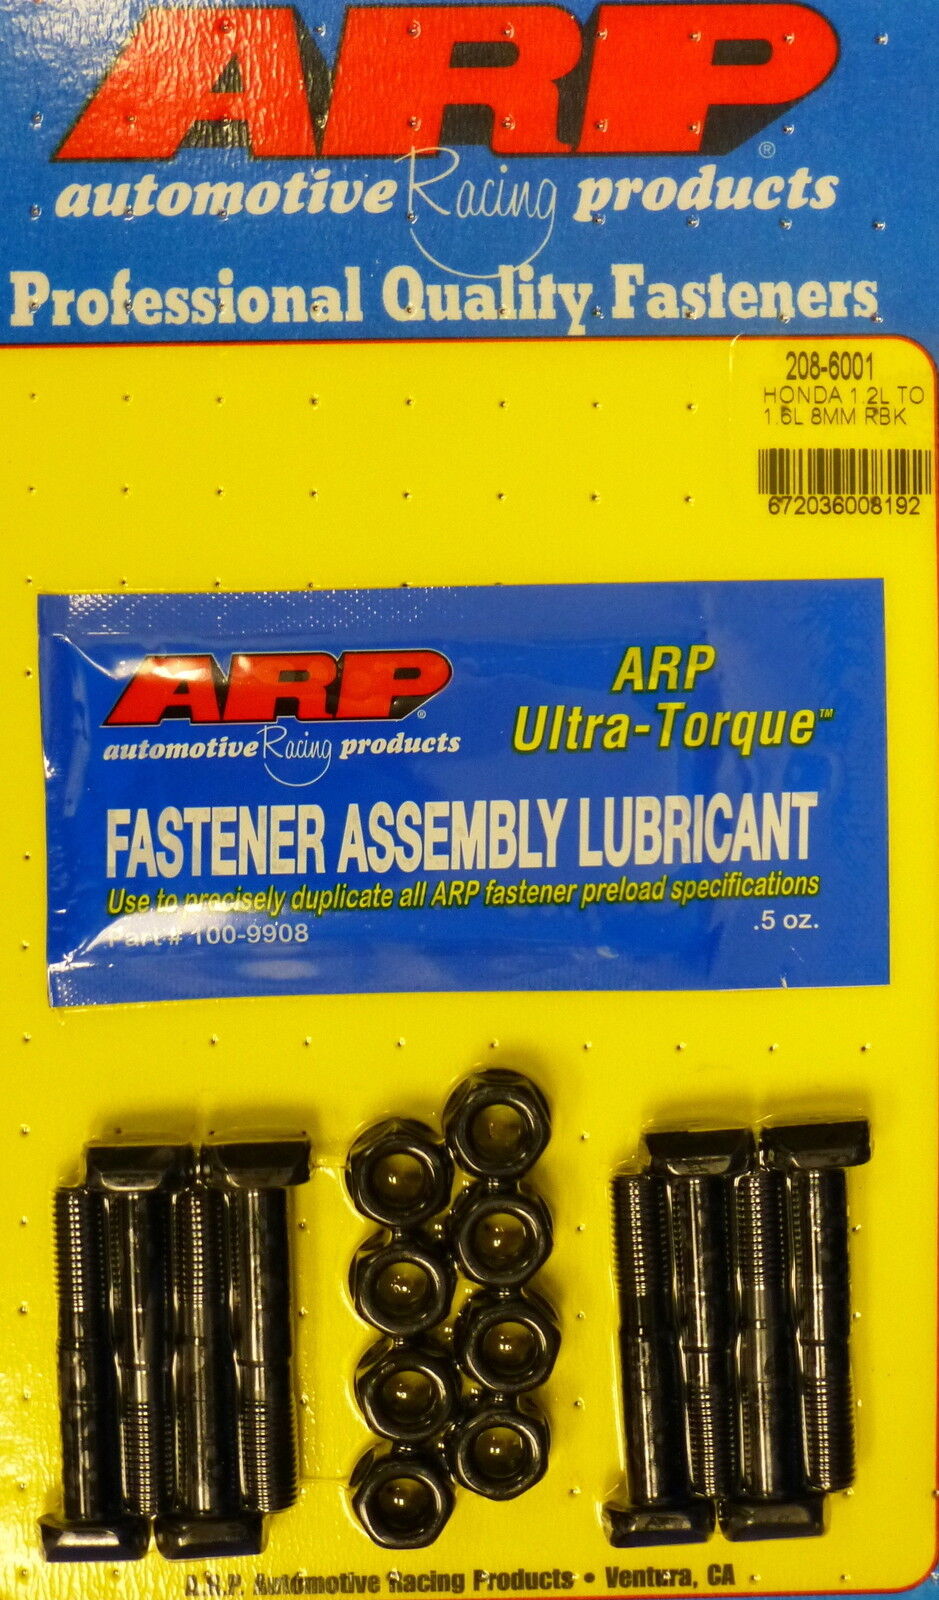 ARP®
automotive Racing products
Professional Quality Fasteners
208-6001
HONDA 1.2L TO
1.6L 8MM RBK
672036008192
ARP®
automotive Racing products
ARP
Ultra-Torque™
FASTENER ASSEMBLY LUBRICANT
Use to precisely duplicate all ARP fastener preload specifications
Part # 100-9908
.5 oz.
A.R.P. Automotive Racing Products • Ventura, CA